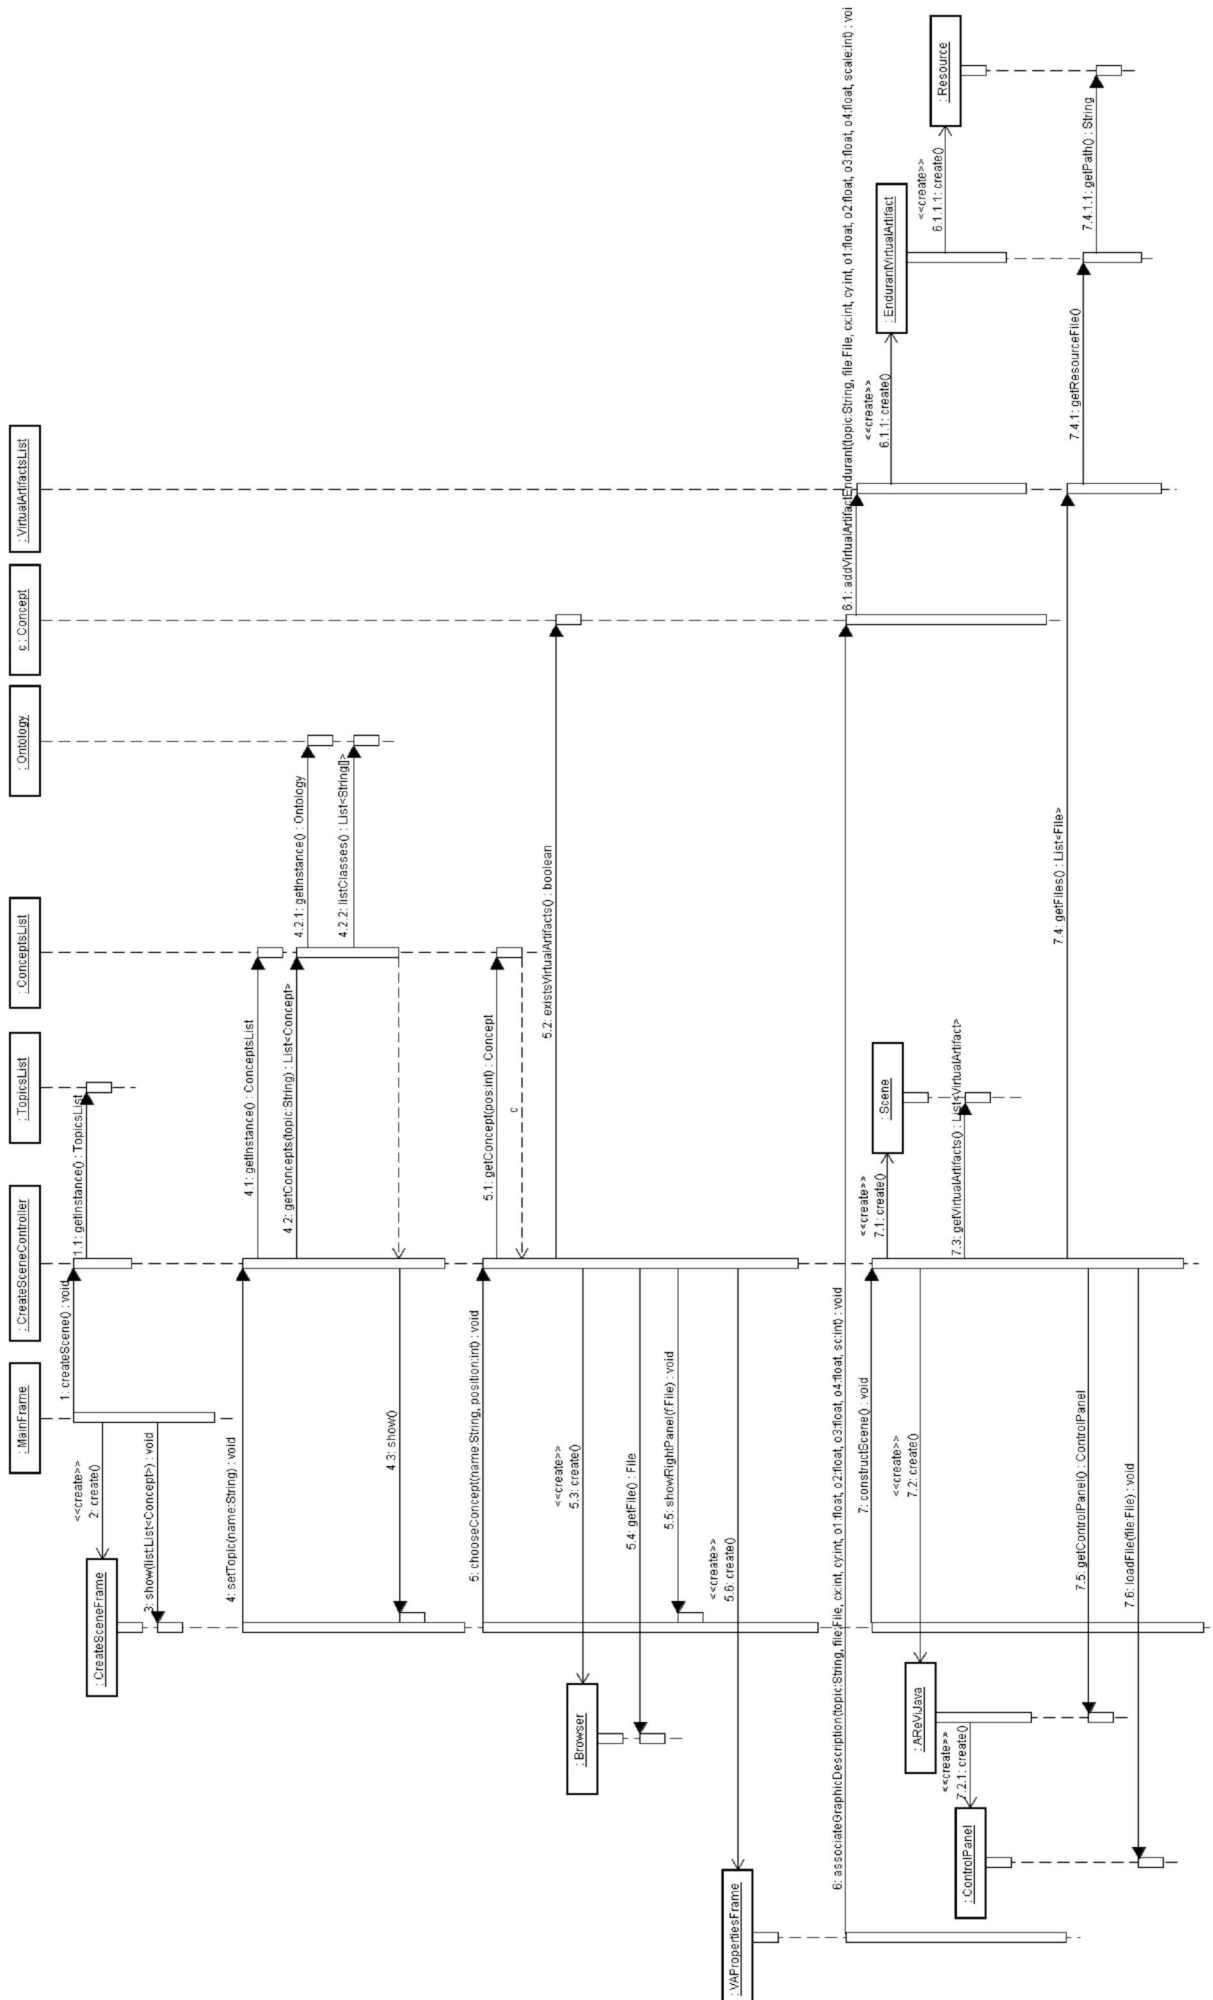 : VAPropertiesFrame
: ControlPanel
: Browser
: AReViJava
: CreateSceneFrame
: MainFrame
: CreateSceneController
: TopicsList
: Scene
: ConceptsList
: Ontology
c : Concept
: VirtualArtifactsList
: EndurantVirtualArtifact
: Resource
1: createScene() : void
1.1: getInstance() : TopicsList
<<create>>
2: create()
3: show(list:List<Concept>) : void
4: setTopic(name:String) : void
4.1: getInstance() : ConceptsList
4.2: getConcepts(topic:String) : List<Concept>
4.2.1: getInstance() : Ontology
4.2.2: listClasses() : List<String[]>
4.3: show()
5: chooseConcept(name:String, position:int) : void
5.1: getConcept(pos:int) : Concept
c
5.2: existsVirtualArtifacts() : boolean
<<create>>
5.3: create()
5.4: getFile() : File
5.5: showRightPanel(f:File) : void
<<create>>
5.6: create()
6: associateGraphicDescription(topic:String, file:File, cx:int, cy:int, o1:float, o2:float, o3:float, o4:float, sc:int) : void
6.1: addVirtualArtifactEndurant(topic:String, file:File, cx:int, cy:int, o1:float, o2:float, o3:float, o4:float, scale:int) : voi
<<create>>
6.1.1: create()
<<create>>
6.1.1.1: create()
7: constructScene() : void
<<create>>
7.1: create()
<<create>>
7.2: create()
<<create>>
7.2.1: create()
7.3: getVirtualArtifacts() : List<VirtualArtifact>
7.4: getFiles() : List<File>
7.4.1: getResourceFile()
7.4.1.1: getPath() : String
7.5: getControlPanel() : ControlPanel
7.6: loadFile(file:File) : void